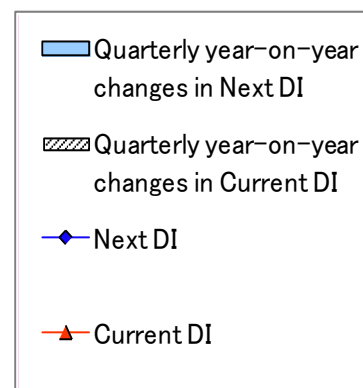 Quarterly year-on-year
changes in Next DI
Quarterly year-on-year
changes in Current DI
Next DI
Current DI